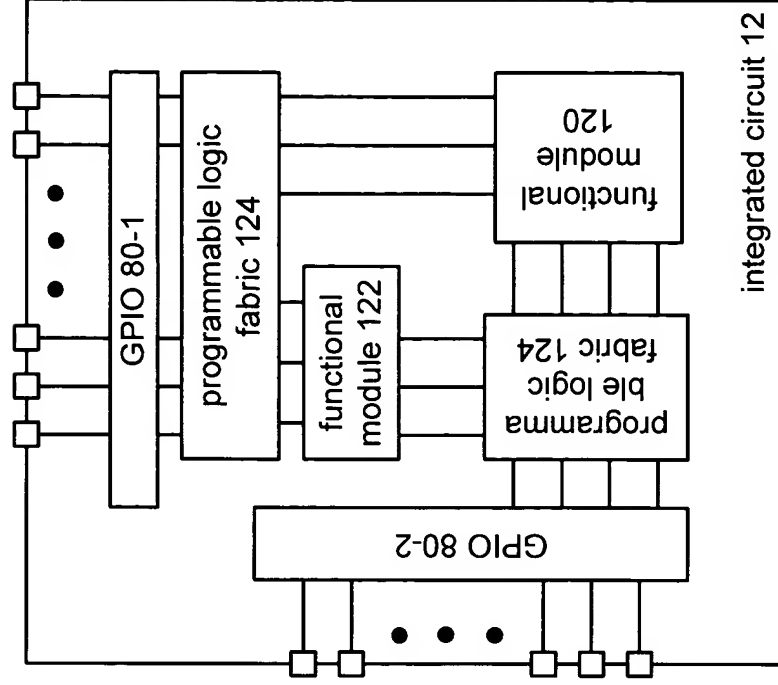 GPIO 80-1
programmable logic
fabric 124
functional
module 122
functional
module
120
programma
ble logic
fabric 124
GPIO 80-2
integrated circuit 12